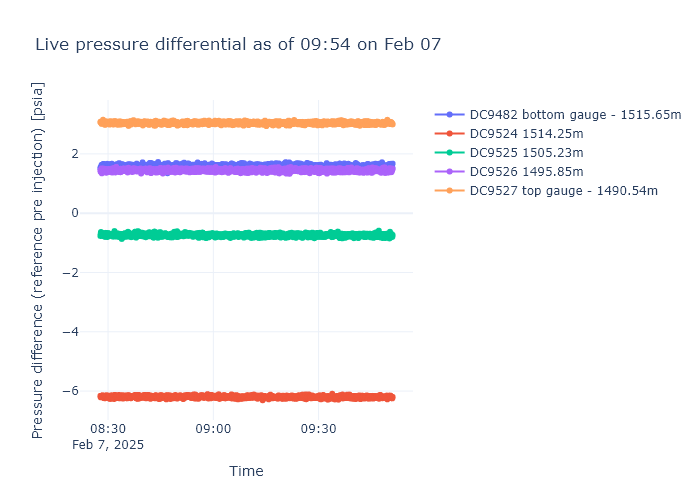 Live pressure differential as of 09:54 on Feb 07
Pressure difference (reference pre injection) [psia]
2
0
−2
−4
−6
08:30
Feb 7, 2025
09:00
09:30
Time
DC9482 bottom gauge - 1515.65m
DC9524 1514.25m
DC9525 1505.23m
DC9526 1495.85m
DC9527 top gauge - 1490.54m